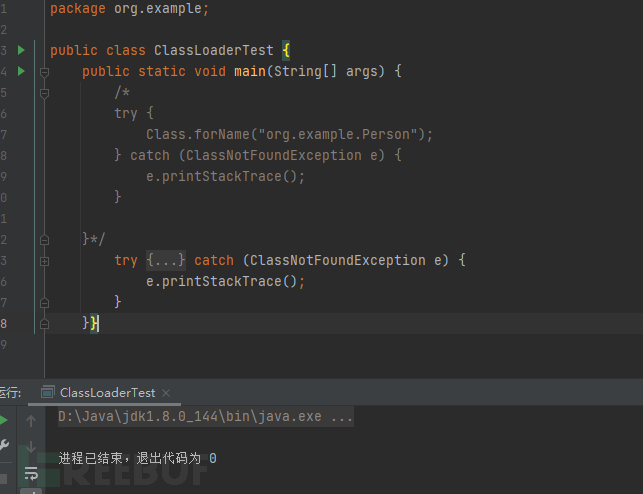 1 package org.example;
2
3 public class ClassLoaderTest {
4 public static void main(String[] args) {
5 /*
6 try {
7 Class.forName("org.example.Person");
8 } catch (ClassNotFoundException e) {
9 e.printStackTrace();
0 }
1
2 }*/
3 try {...} catch (ClassNotFoundException e) {
6 e.printStackTrace();
7 }
8 }}
9
运行: ClassLoaderTest ×
D:\Java\jdk1.8.0_144\bin\java.exe ...
进程已结束，退出代码为 0
REEBUF